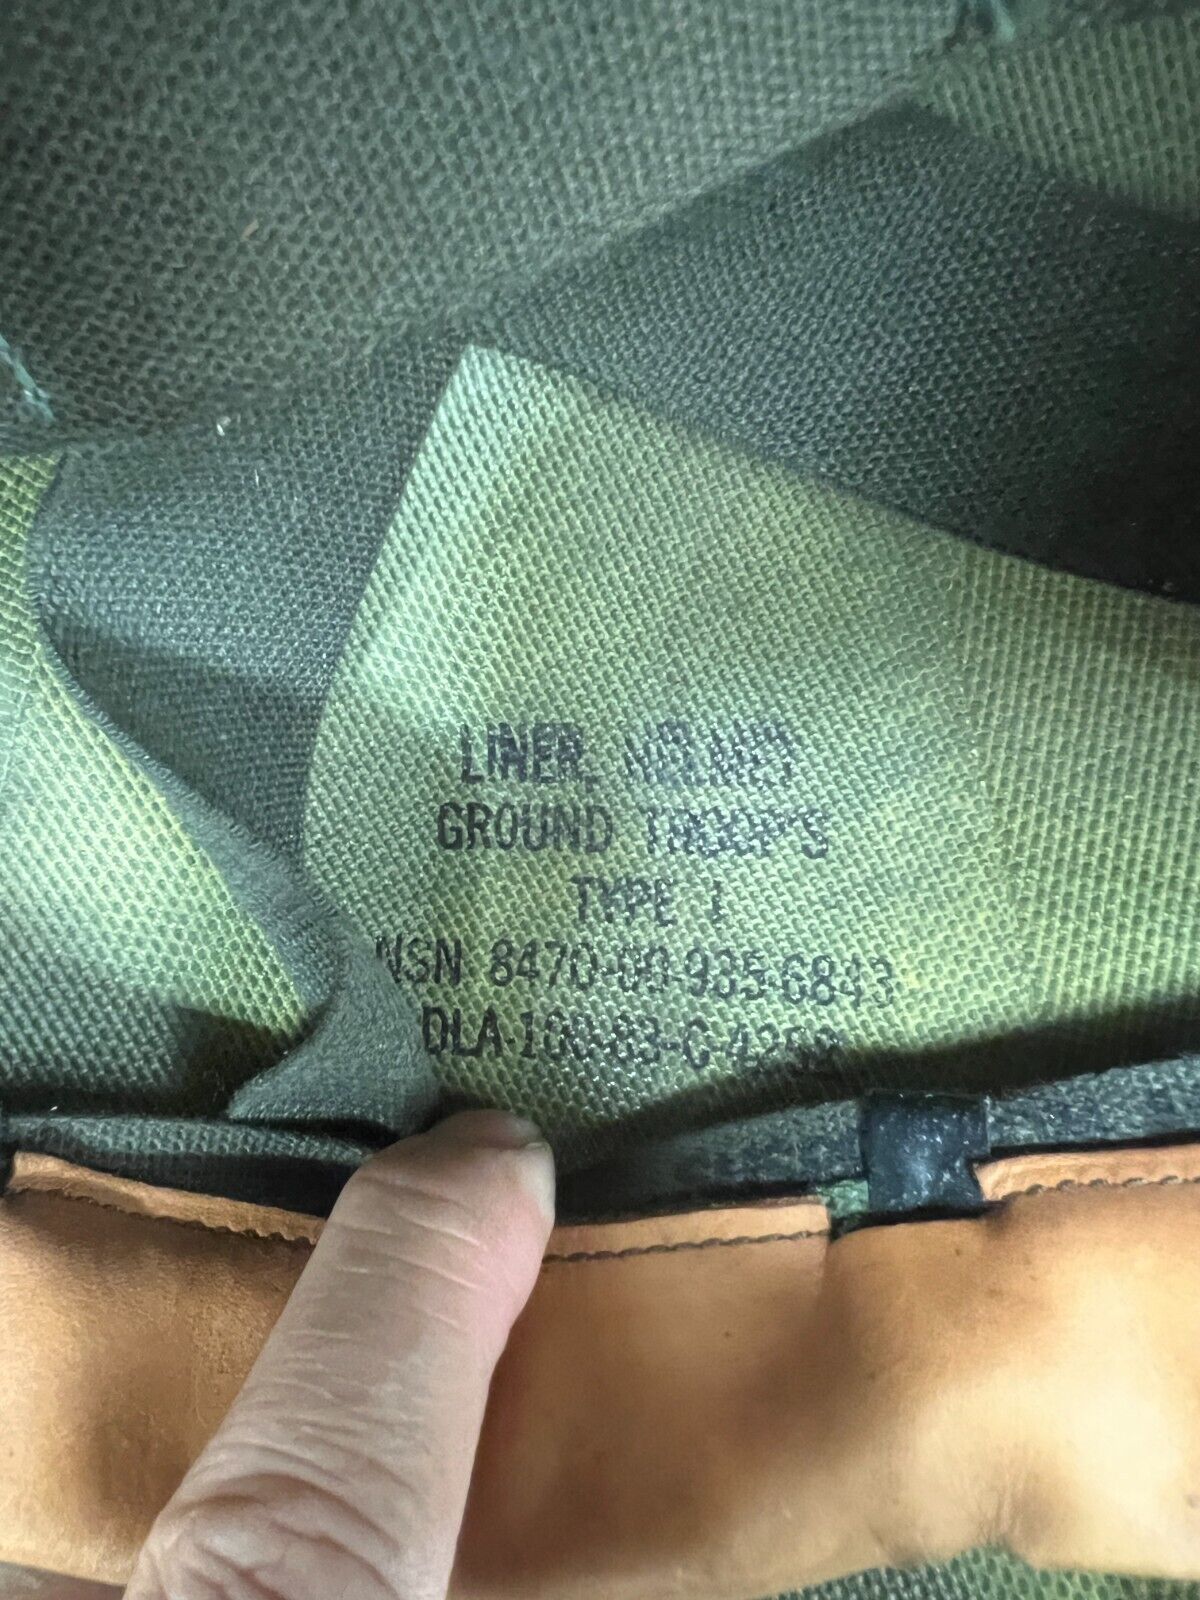 LINER, HELMET
GROUND TROOPS
TYPE I
NSN 8470-00-935-6843